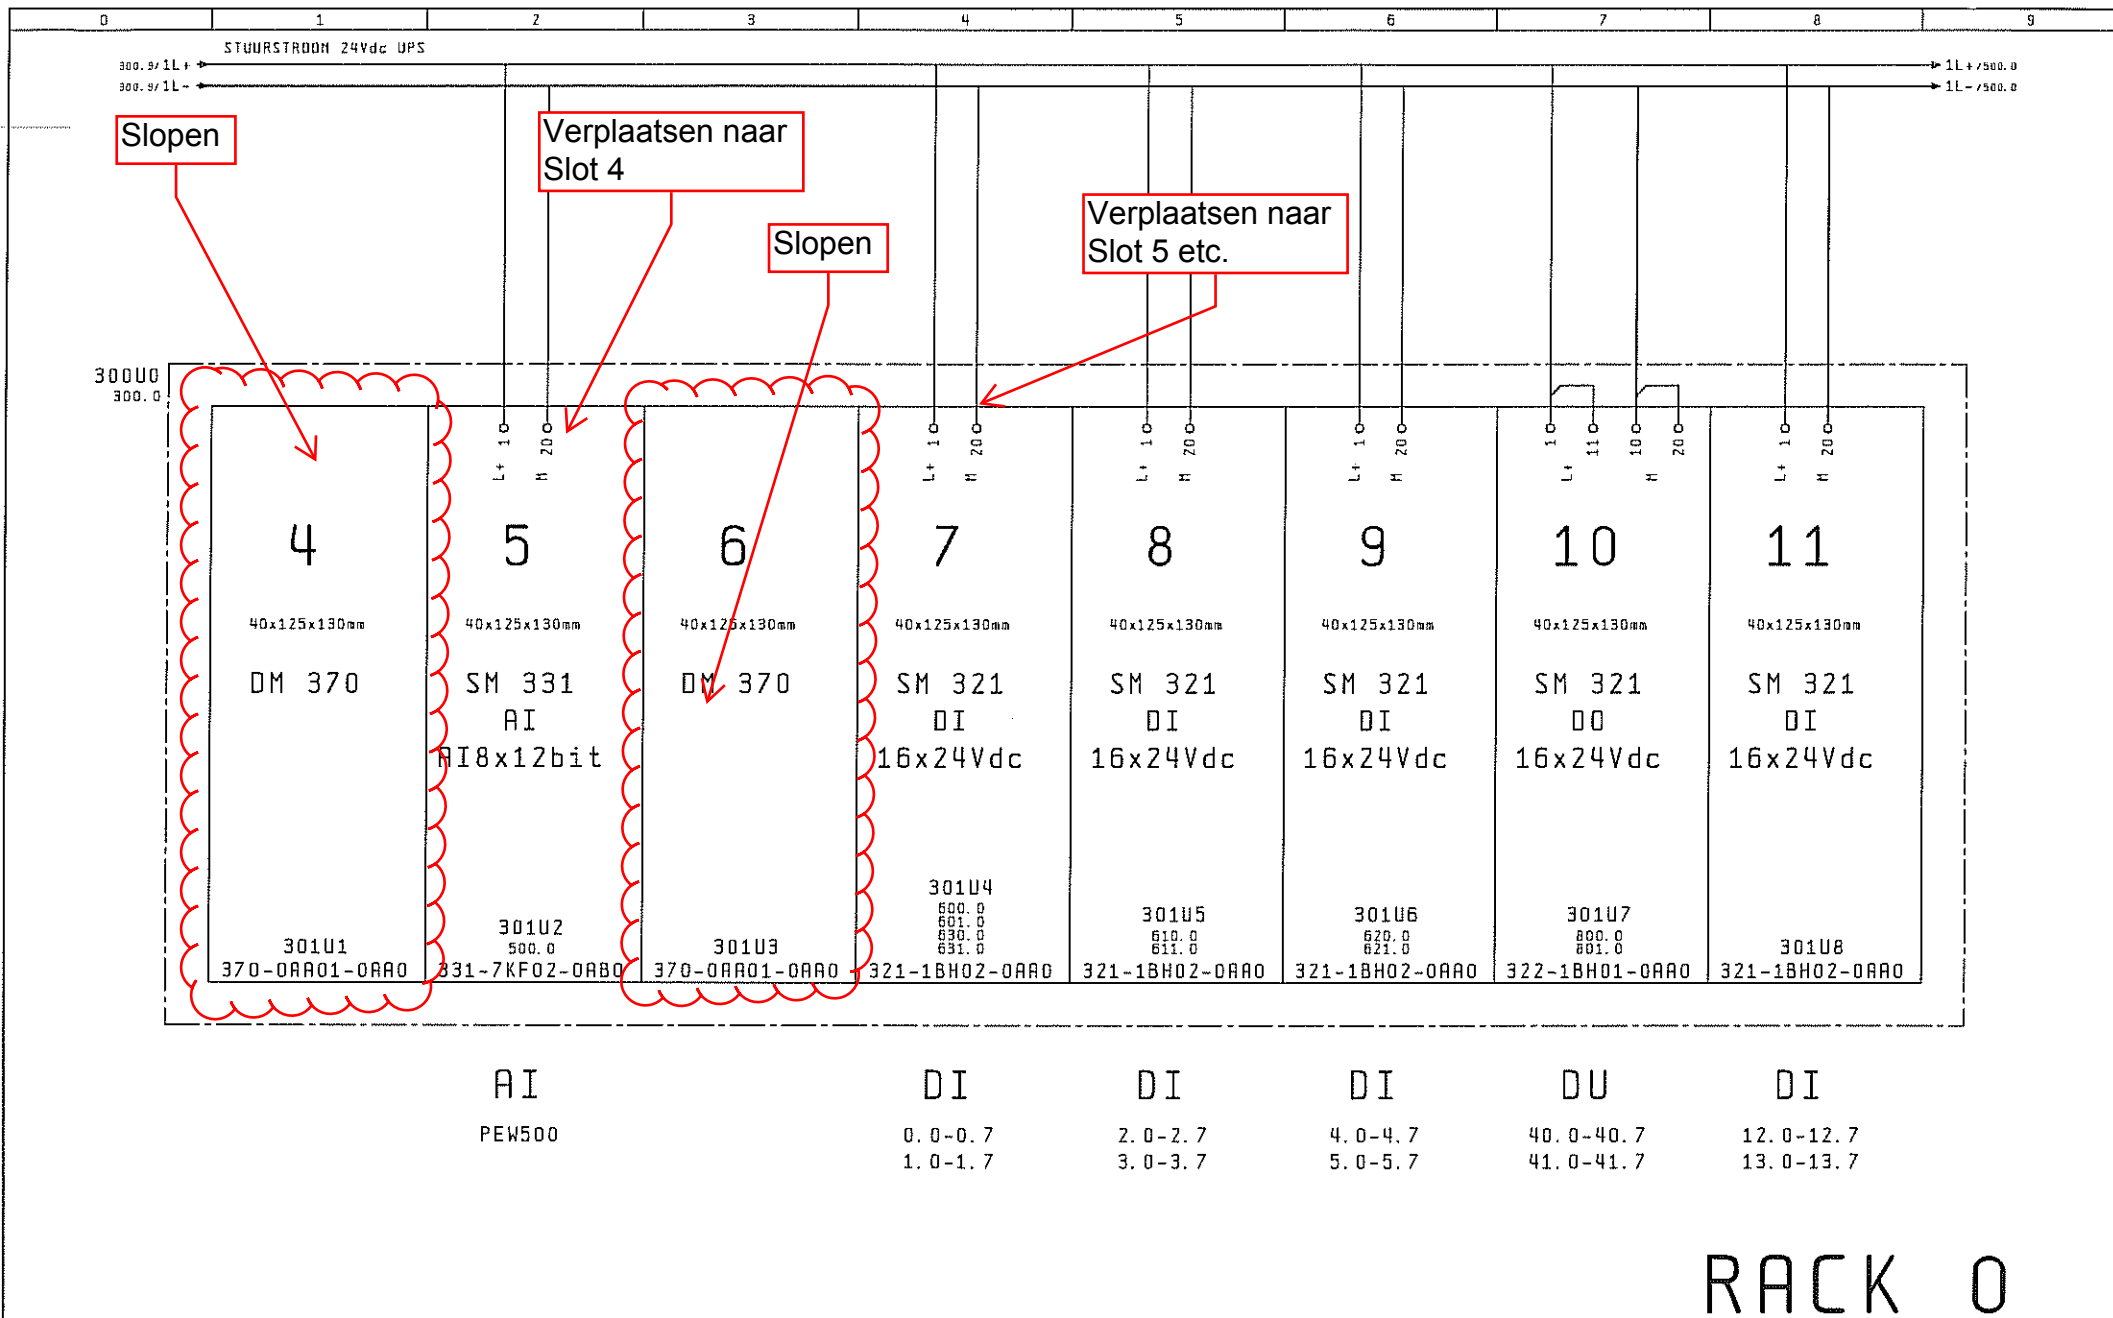 0 1 2 3 4 5 6 7 8 9
STUURSTROOM 24Vdc UPS
300.9/1L+ 1L+/500.0
300.9/1L- 1L-/500.0
Slopen
Verplaatsen naar
Slot 4
Verplaatsen naar
Slot 5 etc.
Slopen
300U0
300.0
L+ 10 M 20 L+ 10 M 20 L+ 10 M 20 L+ 10 M 20 L+ 1 11 M 10 20 L+ 10 M 20
4 5 6 7 8 9 10 11
40x125x130mm 40x125x130mm 40x125x130mm 40x125x130mm 40x125x130mm 40x125x130mm 40x125x130mm 40x125x130mm
DM 370 SM 331 DM 370 SM 321 SM 321 SM 321 SM 321 SM 321
AI DI DI DI DO DI
AI8x12bit 16x24Vdc 16x24Vdc 16x24Vdc 16x24Vdc 16x24Vdc
301U1
370-0AA01-0AA0
301U2
500.0
331-7KF02-0AB0
301U3
370-0AA01-0AA0
301U4
600.0
601.0
630.0
631.0
321-1BH02-0AA0
301U5
610.0
611.0
321-1BH02-0AA0
301U6
620.0
621.0
321-1BH02-0AA0
301U7
800.0
801.0
322-1BH01-0AA0
301U8
321-1BH02-0AA0
AI DI DI DI DU DI
PEW500 0.0-0.7 2.0-2.7 4.0-4.7 40.0-40.7 12.0-12.7
1.0-1.7 3.0-3.7 5.0-5.7 41.0-41.7 13.0-13.7
RACK 0